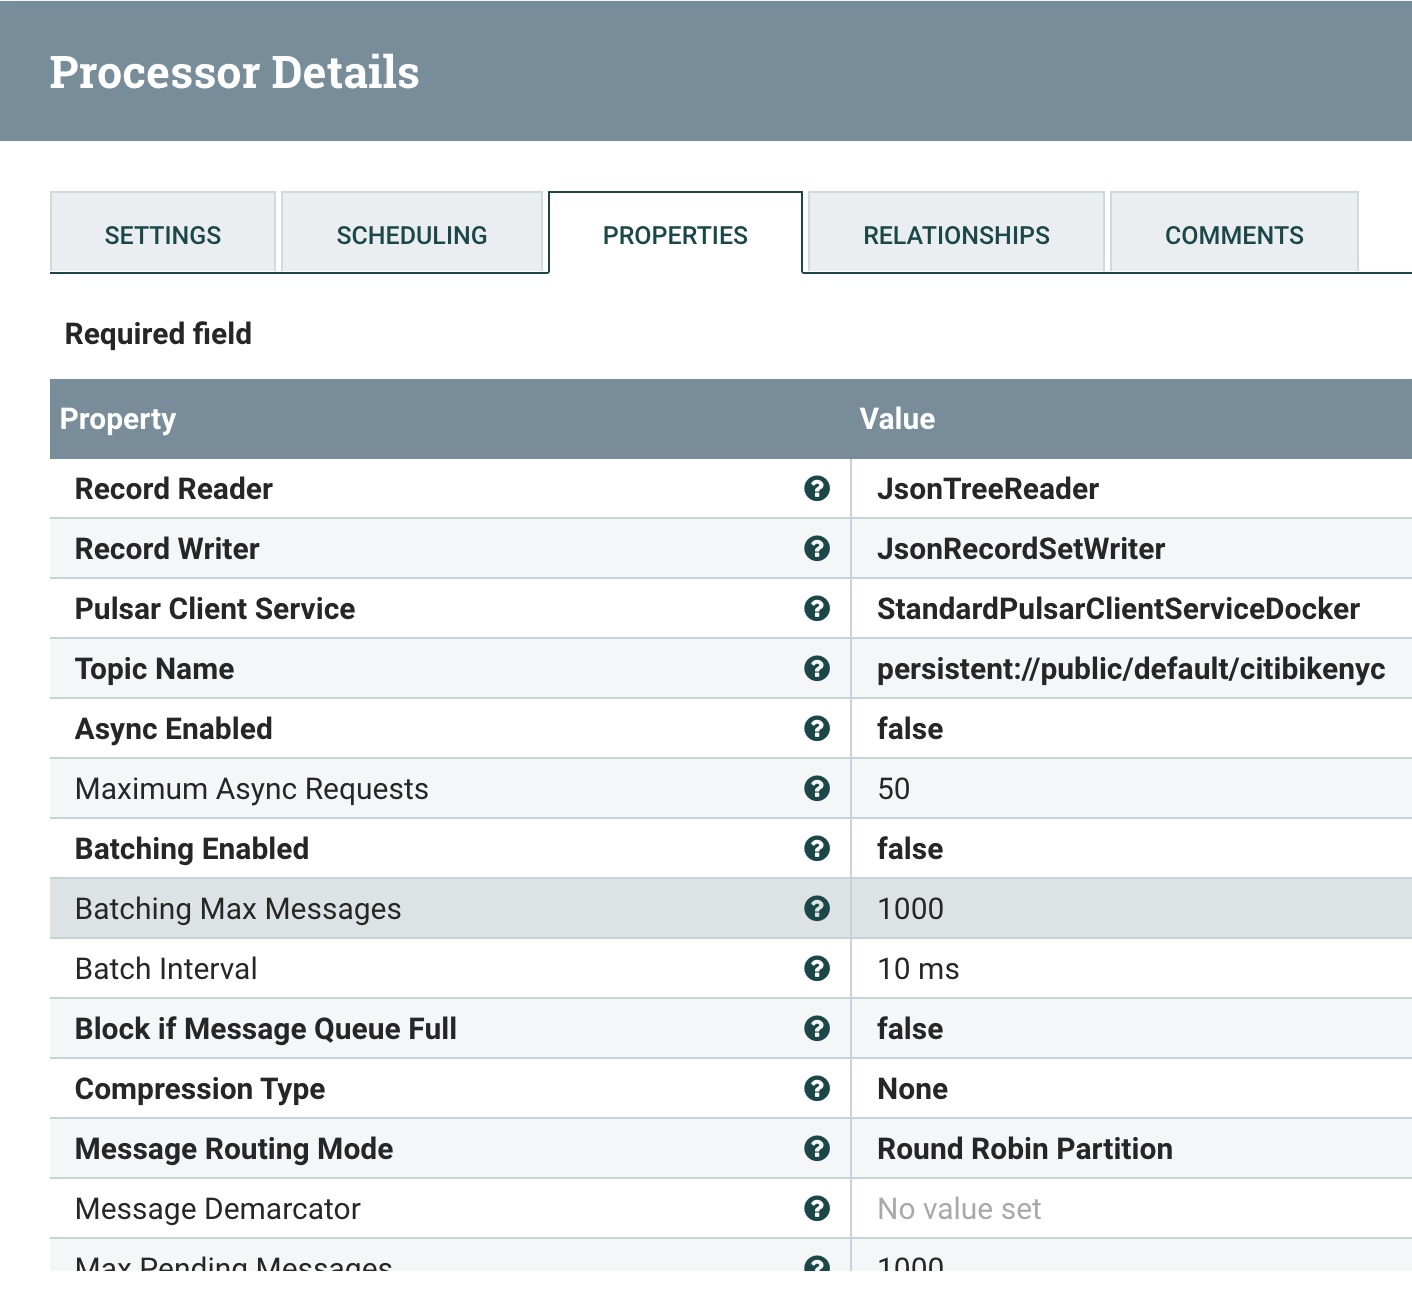 Processor Details
SETTINGS SCHEDULING PROPERTIES RELATIONSHIPS COMMENTS
Required field
Property Value
Record Reader ? JsonTreeReader
Record Writer ? JsonRecordSetWriter
Pulsar Client Service ? StandardPulsarClientServiceDocker
Topic Name ? persistent://public/default/citibikenyc
Async Enabled ? false
Maximum Async Requests ? 50
Batching Enabled ? false
Batching Max Messages ? 1000
Batch Interval ? 10 ms
Block if Message Queue Full ? false
Compression Type ? None
Message Routing Mode ? Round Robin Partition
Message Demarcator ? No value set
Max Pending Messages ? 1000